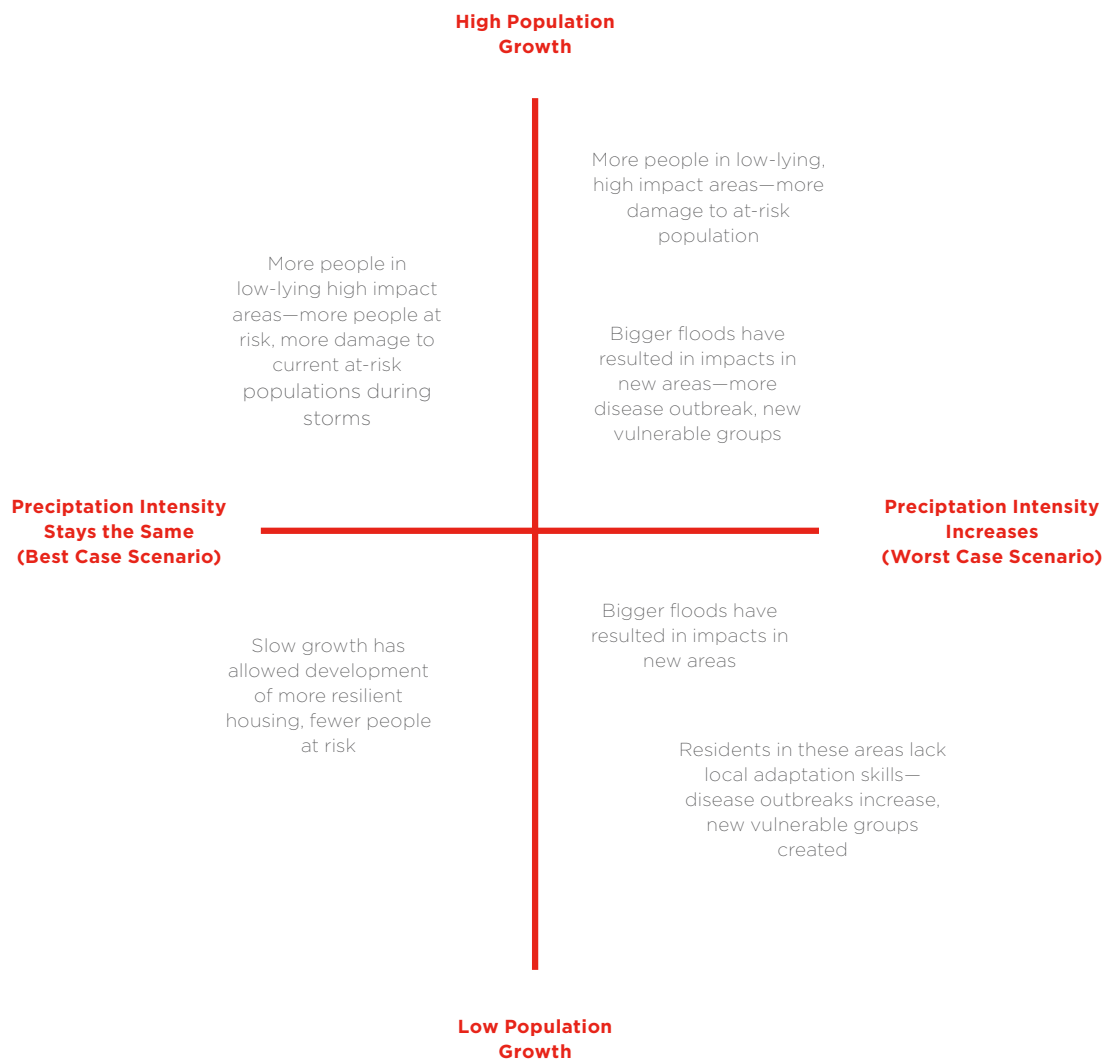 High Population
Growth
More people in low-lying,
high impact areas—more
damage to at-risk
population
More people in
low-lying high impact
areas—more people at
risk, more damage to
current at-risk
populations during
storms
Bigger floods have
resulted in impacts in
new areas—more
disease outbreak, new
vulnerable groups
Preciptation Intensity
Stays the Same
(Best Case Scenario)
Preciptation Intensity
Increases
(Worst Case Scenario)
Slow growth has
allowed development
of more resilient
housing, fewer people
at risk
Bigger floods have
resulted in impacts in
new areas
Residents in these areas lack
local adaptation skills—
disease outbreaks increase,
new vulnerable groups
created
Low Population
Growth